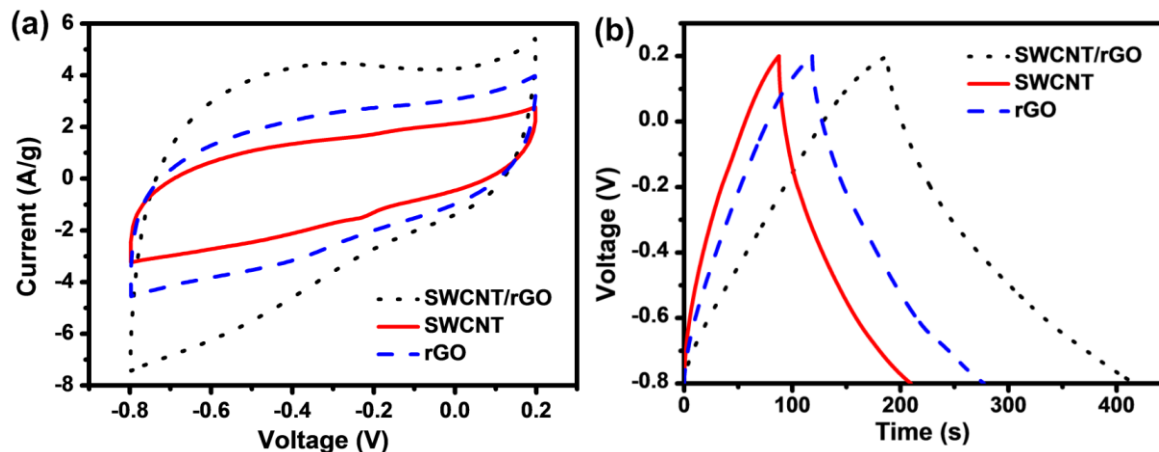 (a)
6
4
2
0
-2
-4
-6
-8
Current (A/g)
SWCNT/rGO
SWCNT
rGO
-0.8 -0.6 -0.4 -0.2 0.0 0.2
Voltage (V)
(b)
0.2
0.0
-0.2
-0.4
-0.6
-0.8
Voltage (V)
SWCNT/rGO
SWCNT
rGO
0 100 200 300 400
Time (s)